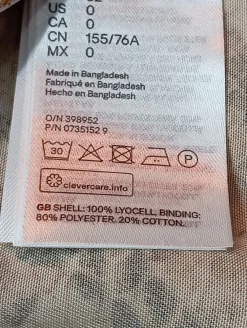 US 0
CA 0
CN 155/76A
MX 0
Made in Bangladesh
Fabriqué en Bangladesh
Hecho en Bangladesh
O/N 398952
P/N 0735152 9
30
P
clevercare.info
GB SHELL: 100% LYOCELL. BINDING:
80% POLYESTER. 20% COTTON.